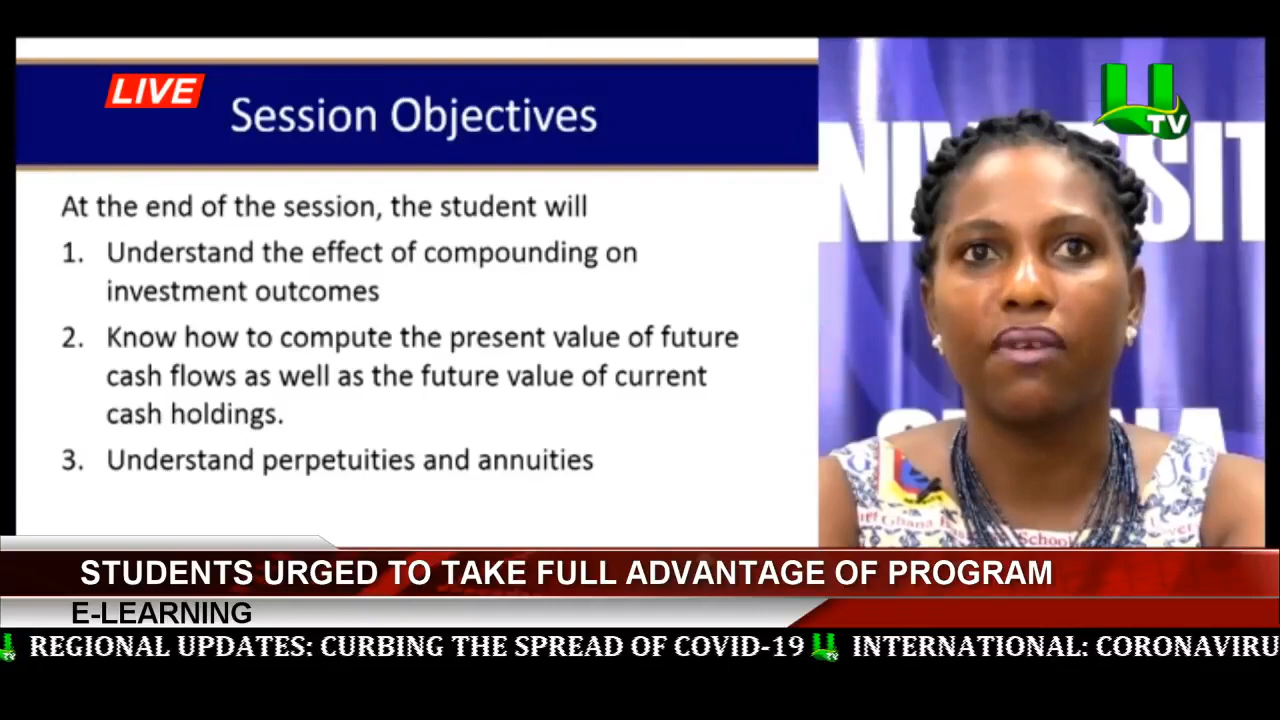 LIVE
Session Objectives
U
TV
At the end of the session, the student will
1. Understand the effect of compounding on
investment outcomes
2. Know how to compute the present value of future
cash flows as well as the future value of current
cash holdings.
3. Understand perpetuities and annuities
NIVERSIT
Ghana
School
STUDENTS URGED TO TAKE FULL ADVANTAGE OF PROGRAM
E-LEARNING
REGIONAL UPDATES: CURBING THE SPREAD OF COVID-19 INTERNATIONAL: CORONAVIRU